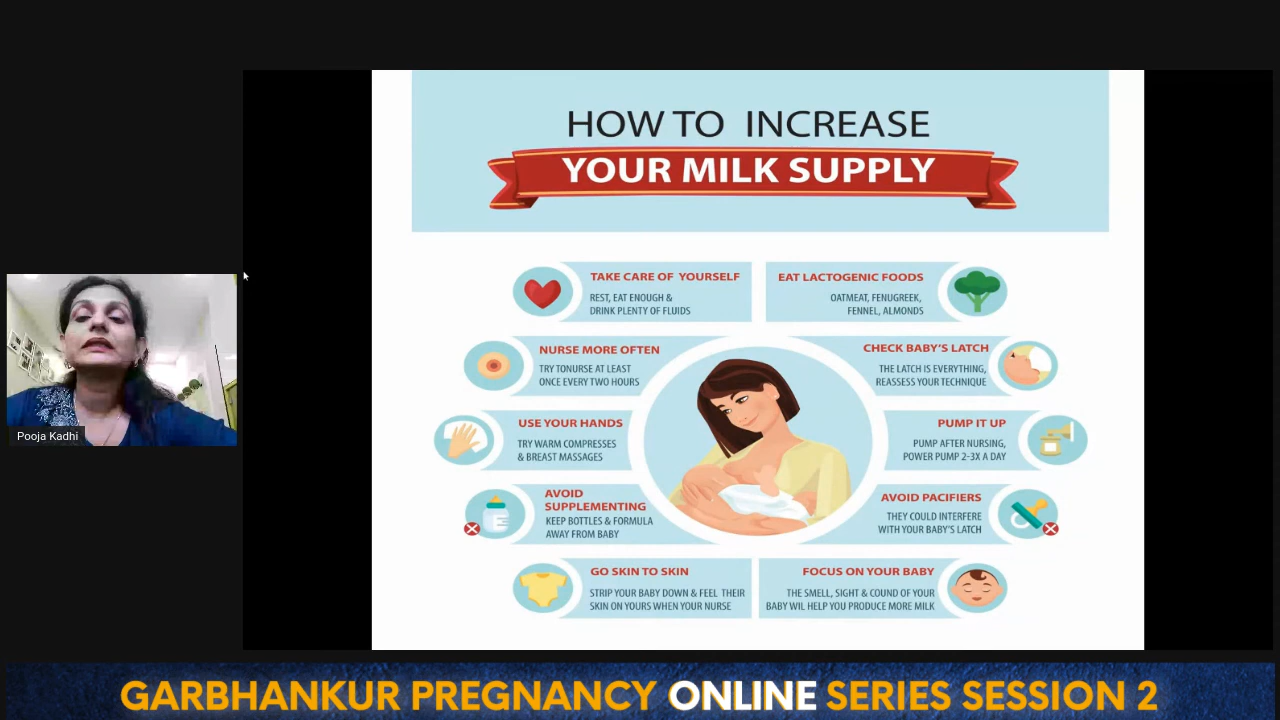 HOW TO INCREASE
YOUR MILK SUPPLY
TAKE CARE OF YOURSELF
REST, EAT ENOUGH &
DRINK PLENTY OF FLUIDS
EAT LACTOGENIC FOODS
OATMEAT, FENUGREEK,
FENNEL, ALMONDS
NURSE MORE OFTEN
TRY TONURSE AT LEAST
ONCE EVERY TWO HOURS
CHECK BABY'S LATCH
THE LATCH IS EVERYTHING,
REASSESS YOUR TECHNIQUE
USE YOUR HANDS
TRY WARM COMPRESSES
& BREAST MASSAGES
PUMP IT UP
PUMP AFTER NURSING,
POWER PUMP 2-3X A DAY
AVOID
SUPPLEMENTING
KEEP BOTTLES & FORMULA
AWAY FROM BABY
AVOID PACIFIERS
THEY COULD INTERFERE
WITH YOUR BABY'S LATCH
GO SKIN TO SKIN
STRIP YOUR BABY DOWN & FEEL THEIR
SKIN ON YOURS WHEN YOUR NURSE
FOCUS ON YOUR BABY
THE SMELL, SIGHT & COUND OF YOUR
BABY WIL HELP YOU PRODUCE MORE MILK
Pooja Kadhi
GARBHANKUR PREGNANCY ONLINE SERIES SESSION 2